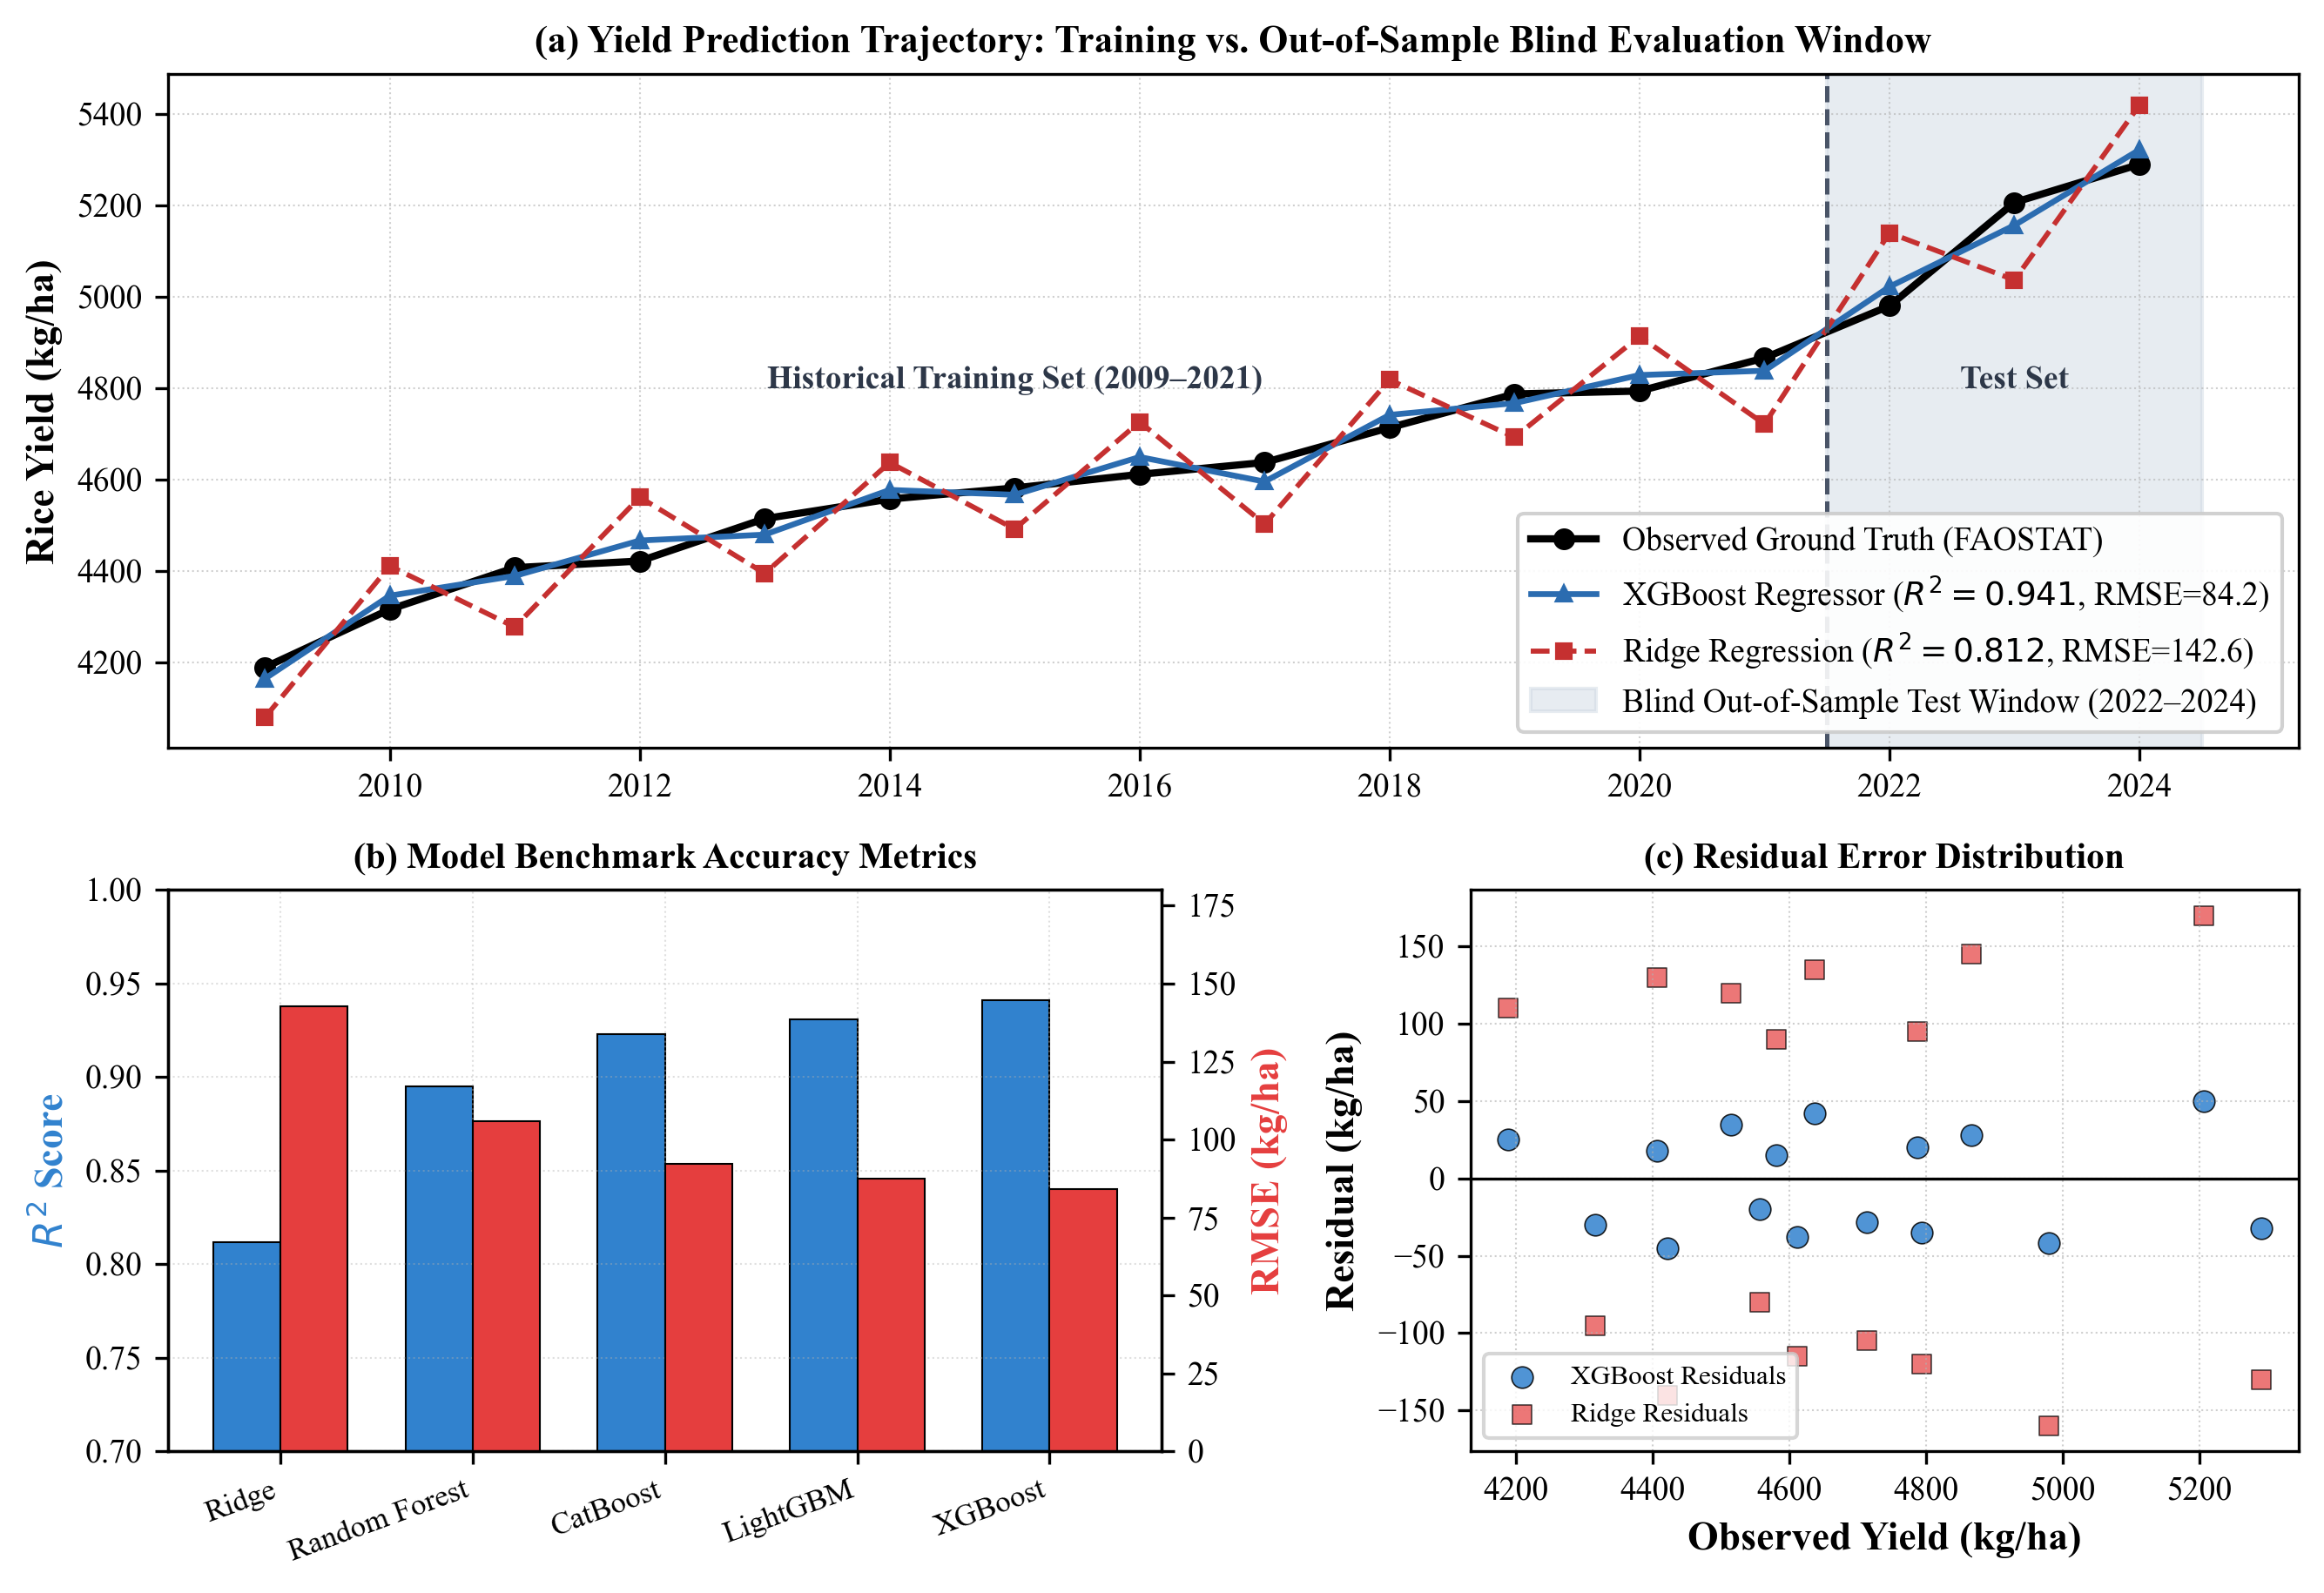 (a) Yield Prediction Trajectory: Training vs. Out-of-Sample Blind Evaluation Window
Rice Yield (kg/ha)
5400
5200
5000
4800
4600
4400
4200
Historical Training Set (2009–2021)
Test Set
Observed Ground Truth (FAOSTAT)
XGBoost Regressor (R² = 0.941, RMSE=84.2)
Ridge Regression (R² = 0.812, RMSE=142.6)
Blind Out-of-Sample Test Window (2022–2024)
2010 2012 2014 2016 2018 2020 2022 2024
(b) Model Benchmark Accuracy Metrics
R² Score
1.00
0.95
0.90
0.85
0.80
0.75
0.70
175
150
125
100
75
50
25
0
RMSE (kg/ha)
Ridge
Random Forest
CatBoost
LightGBM
XGBoost
(c) Residual Error Distribution
Residual (kg/ha)
150
100
50
0
−50
−100
−150
XGBoost Residuals
Ridge Residuals
4200 4400 4600 4800 5000 5200
Observed Yield (kg/ha)